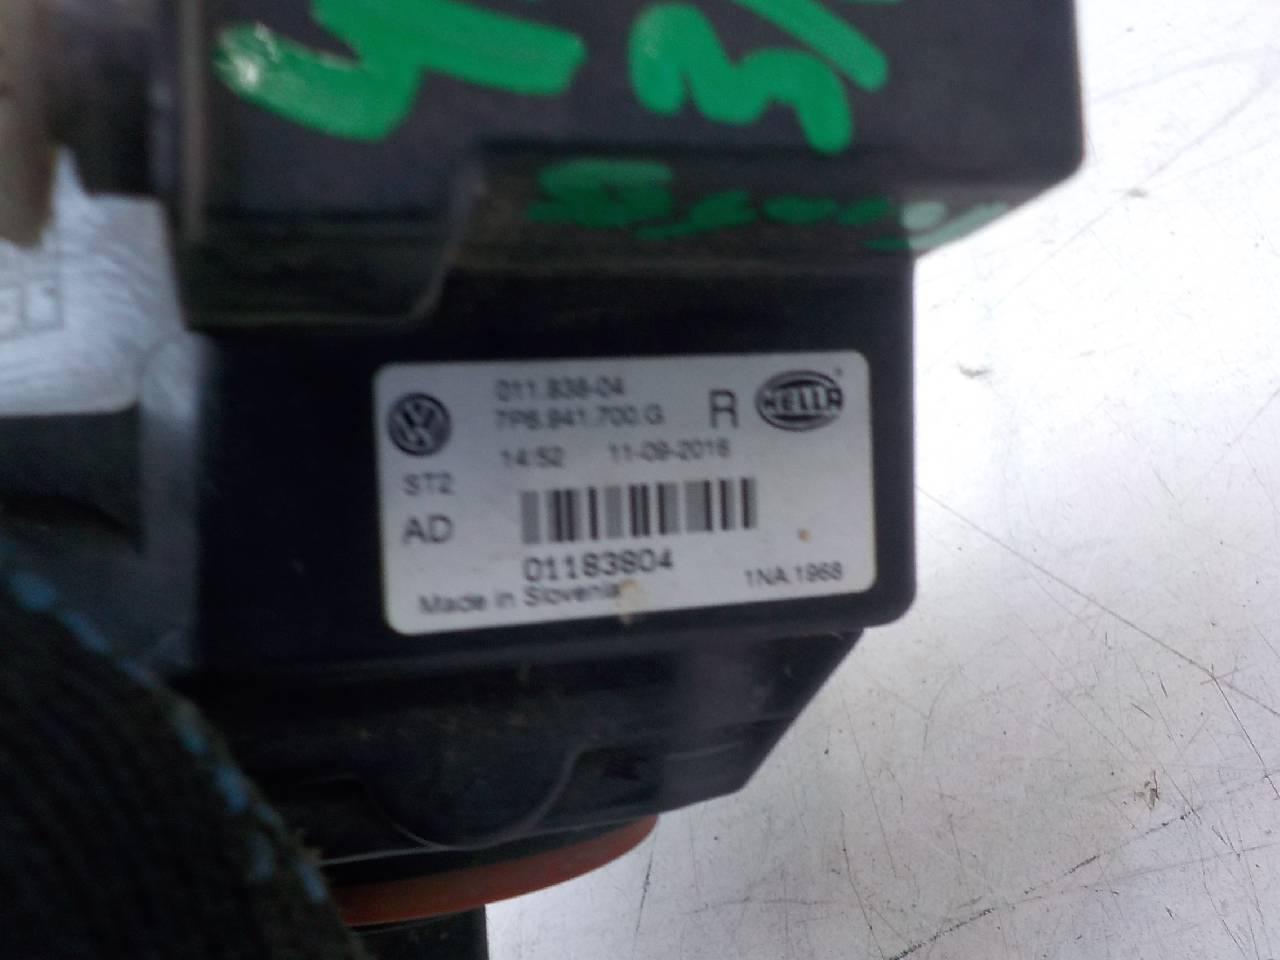 011.838-04
7P6.941.700.G R HELLA
14:52 11-09-2016
ST2
AD
01183804
Made in Slovenia 1NA.1968